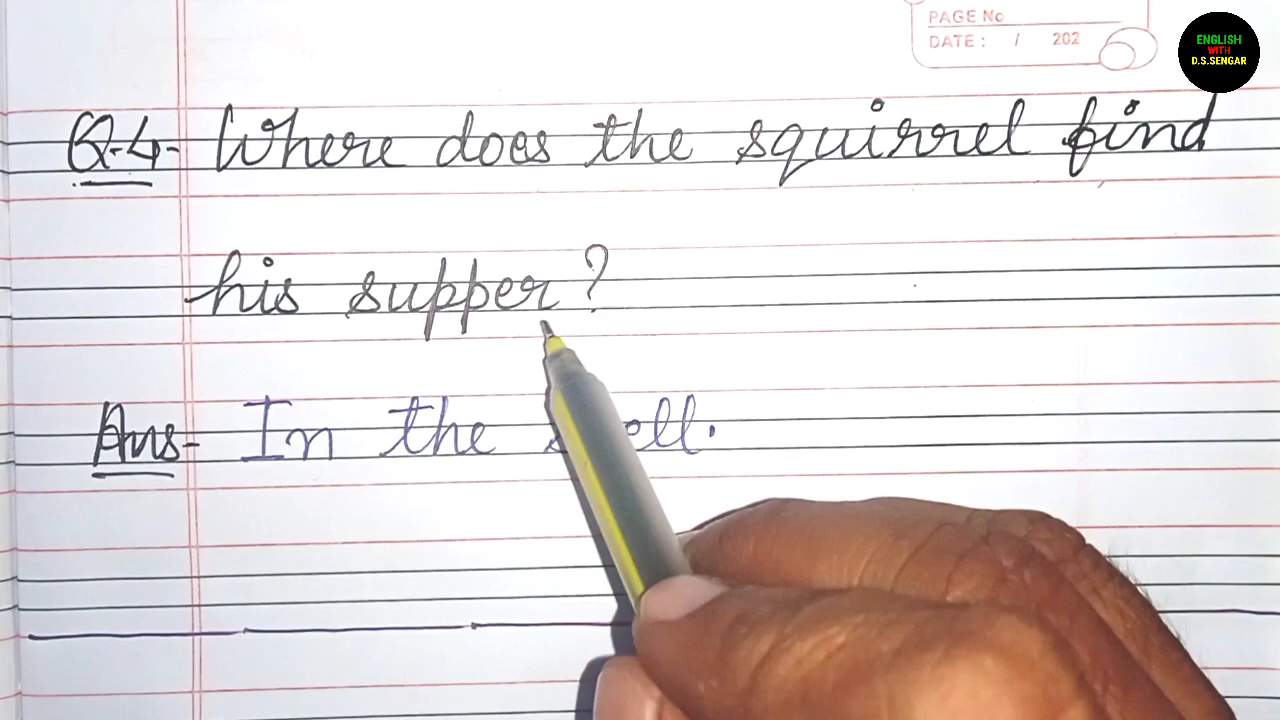 PAGE No
DATE : / 202
ENGLISH
WITH
D.S.SENGAR
Q.4- Where does the squirrel find
his supper?
Ans- In the